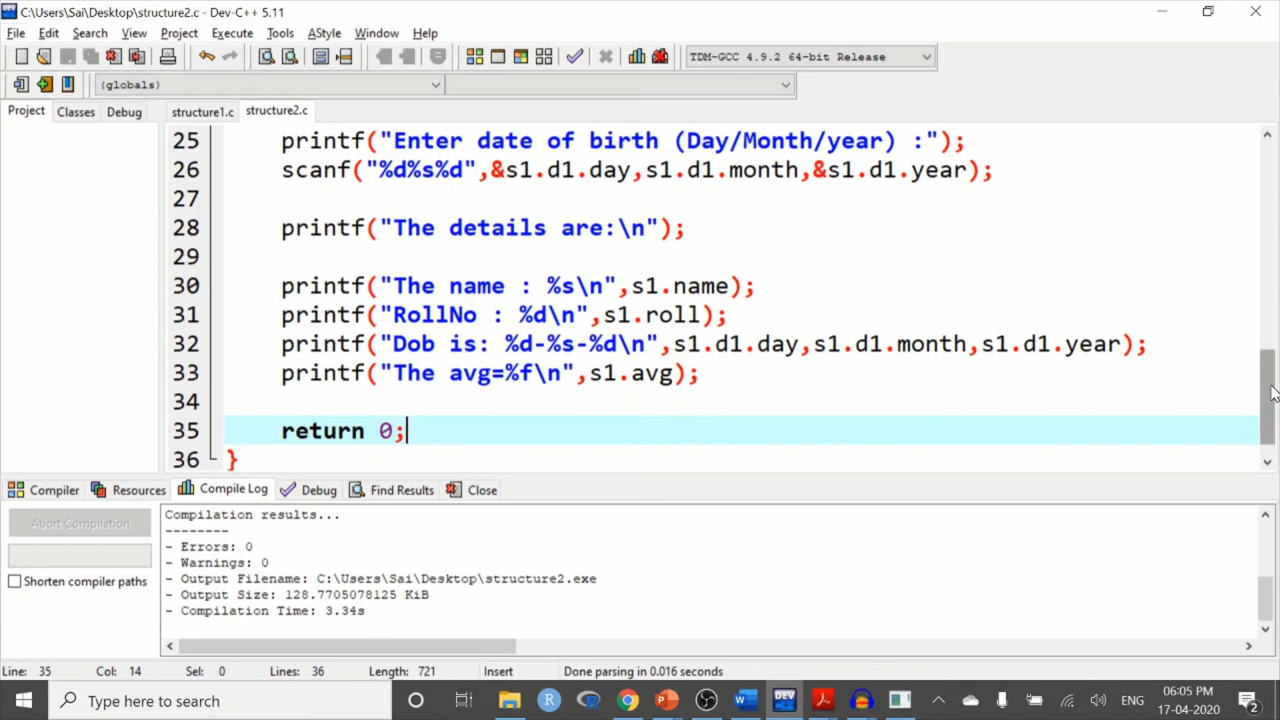 C:\Users\Sai\Desktop\structure2.c - Dev-C++ 5.11
File Edit Search View Project Execute Tools AStyle Window Help
TDM-GCC 4.9.2 64-bit Release
(globals)
Project Classes Debug structure1.c structure2.c
25 printf("Enter date of birth (Day/Month/year) :");
26 scanf("%d%s%d",&s1.d1.day,s1.d1.month,&s1.d1.year);
27
28 printf("The details are:\n");
29
30 printf("The name : %s\n",s1.name);
31 printf("RollNo : %d\n",s1.roll);
32 printf("Dob is: %d-%s-%d\n",s1.d1.day,s1.d1.month,s1.d1.year);
33 printf("The avg=%f\n",s1.avg);
34
35 return 0;
36 }
Compiler Resources Compile Log Debug Find Results Close
Abort Compilation
Shorten compiler paths
Compilation results...
--------
- Errors: 0
- Warnings: 0
- Output Filename: C:\Users\Sai\Desktop\structure2.exe
- Output Size: 128.7705078125 KiB
- Compilation Time: 3.34s
Line: 35 Col: 14 Sel: 0 Lines: 36 Length: 721 Insert Done parsing in 0.016 seconds
Type here to search
R
DEV
ENG
06:05 PM
17-04-2020
2